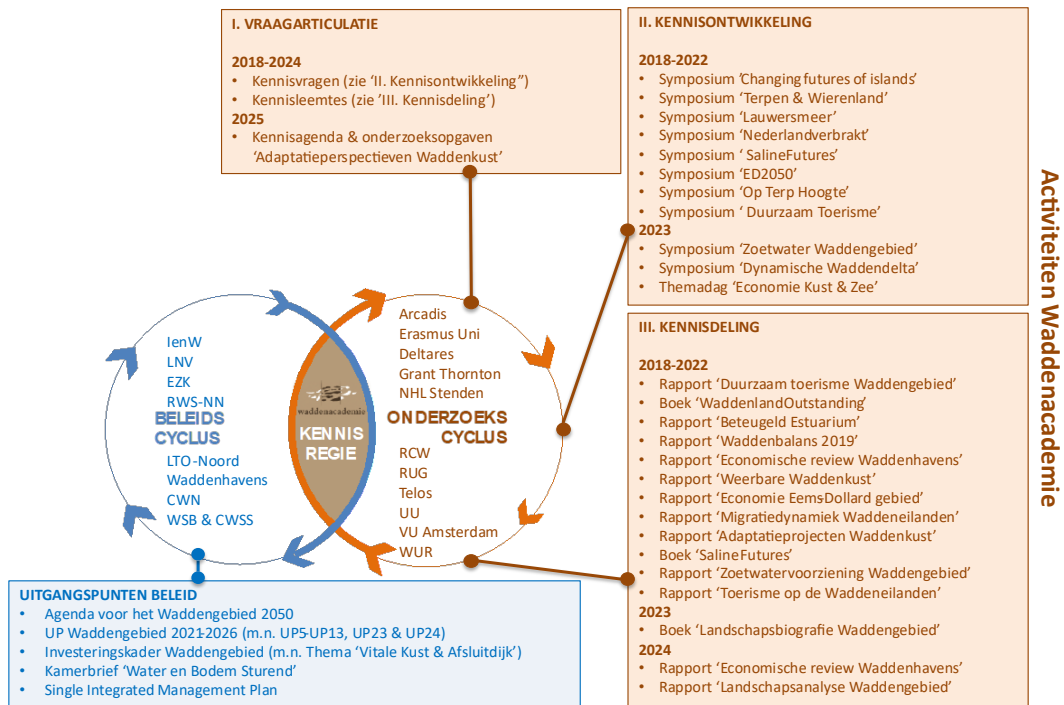 I. VRAAGARTICULATIE
2018-2024
• Kennisvragen (zie ‘II. Kennisontwikkeling”)
• Kennisleemtes (zie ’III. Kennisdeling’)
2025
• Kennisagenda & onderzoeksopgaven
‘Adaptatieperspectieven Waddenkust’
II. KENNISONTWIKKELING
2018-2022
• Symposium ‘Changing futures of islands’
• Symposium ‘Terpen & Wierenland’
• Symposium ‘Lauwersmeer’
• Symposium ‘Nederlandverbrakt’
• Symposium ‘ SalineFutures’
• Symposium ‘ED2050’
• Symposium ‘Op Terp Hoogte’
• Symposium ‘ Duurzaam Toerisme’
2023
• Symposium ‘Zoetwater Waddengebied’
• Symposium ‘Dynamische Waddendelta’
• Themadag ‘Economie Kust & Zee’
III. KENNISDELING
2018-2022
• Rapport ‘Duurzaam toerisme Waddengebied’
• Boek ‘WaddenlandOutstanding’
• Rapport ‘Beteugeld Estuarium’
• Rapport ‘Waddenbalans 2019’
• Rapport ‘Economische review Waddenhavens’
• Rapport ‘Weerbare Waddenkust’
• Rapport ‘Economie Eems-Dollard gebied’
• Rapport ‘Migratiedynamiek Waddeneilanden’
• Rapport ‘Adaptatieprojecten Waddenkust’
• Boek ‘SalineFutures’
• Rapport ‘Zoetwatervoorziening Waddengebied’
• Rapport ‘Toerisme op de Waddeneilanden’
2023
• Boek ‘Landschapsbiografie Waddengebied’
2024
• Rapport ‘Economische review Waddenhavens’
• Rapport ‘Landschapsanalyse Waddengebied’
Activiteiten Waddenacademie
IenW
LNV
EZK
RWS-NN
BELEIDS
CYCLUS
LTO-Noord
Waddenhavens
CWN
WSB & CWSS
waddenacademie
KENNIS
REGIE
Arcadis
Erasmus Uni
Deltares
Grant Thornton
NHL Stenden
ONDERZOEKS
CYCLUS
RCW
RUG
Telos
UU
VU Amsterdam
WUR
UITGANGSPUNTEN BELEID
• Agenda voor het Waddengebied 2050
• UP Waddengebied 2021-2026 (m.n. UP5-UP13, UP23 & UP24)
• Investeringskader Waddengebied (m.n. Thema ‘Vitale Kust & Afsluitdijk’)
• Kamerbrief ‘Water en Bodem Sturend’
• Single Integrated Management Plan